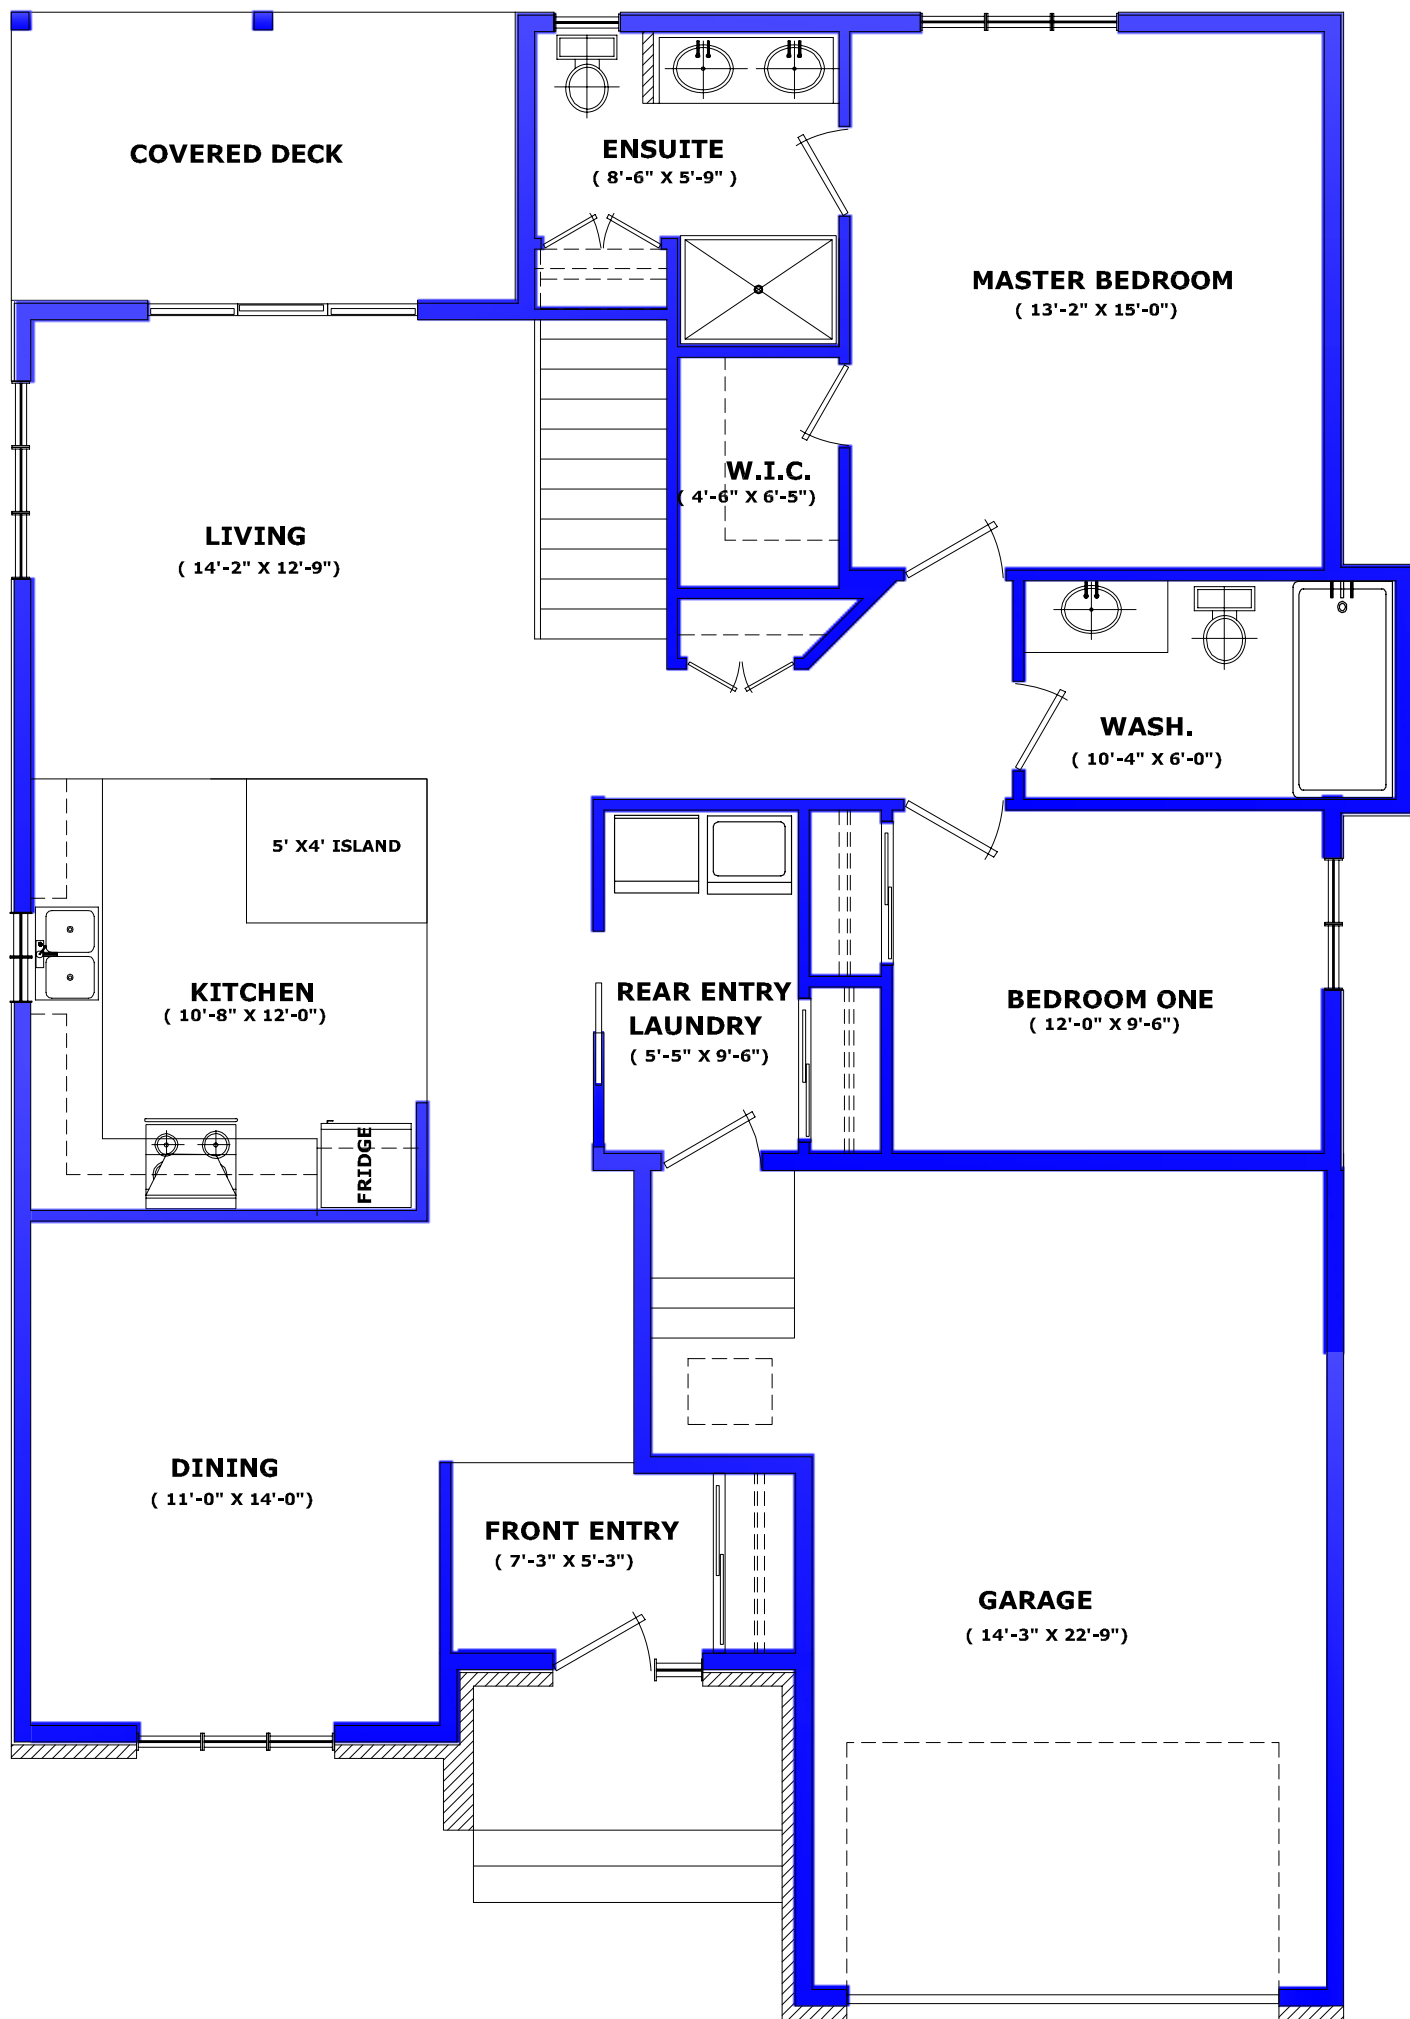 COVERED DECK
ENSUITE
( 8'-6" X 5'-9" )
MASTER BEDROOM
( 13'-2" X 15'-0")
W.I.C.
( 4'-6" X 6'-5")
LIVING
( 14'-2" X 12'-9")
WASH.
( 10'-4" X 6'-0")
5' X4' ISLAND
KITCHEN
( 10'-8" X 12'-0")
REAR ENTRY
LAUNDRY
( 5'-5" X 9'-6")
BEDROOM ONE
( 12'-0" X 9'-6")
FRIDGE
DINING
( 11'-0" X 14'-0")
FRONT ENTRY
( 7'-3" X 5'-3")
GARAGE
( 14'-3" X 22'-9")